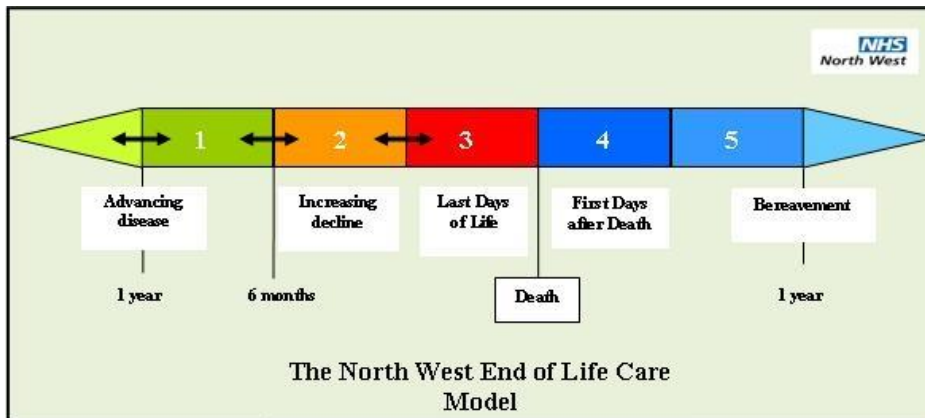 NHS
North West
1
2
3
4
5
Advancing
disease
Increasing
decline
Last Days
of Life
First Days
after Death
Bereavement
1 year
6 months
Death
1 year
The North West End of Life Care
Model